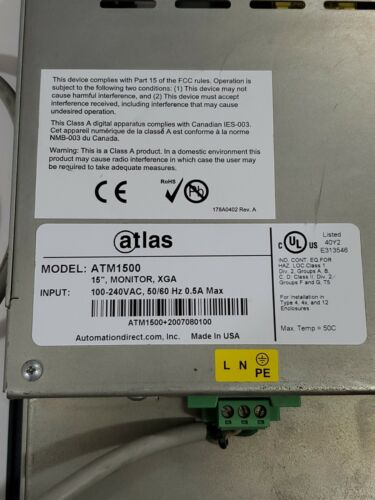 This device complies with Part 15 of the FCC rules. Operation is
subject to the following two conditions: (1) This device may not
cause harmful interference, and (2) This device must accept
interference received, including interference that may cause
undesired operation.
This Class A digital apparatus complies with Canadian IES-003.
Cet appareil numérique de la classé A est conforme à la norme
NMB-003 du Canada.
Warning: This is a Class A product. In a domestic environment this
product may cause radio interference in which case the user may
be required to take adequate measures.
CE
RoHS
Pb
178A0402 Rev. A
atlas
MODEL: ATM1500
15", MONITOR, XGA
INPUT: 100-240VAC, 50/60 Hz 0.5A Max
ATM1500+2007080100
Automationdirect.com, Inc. Made In USA
C UL US
Listed
40Y2
E313546
IND. CONT. EQ FOR
HAZ. LOC Class 1
Div. 2, Groups A, B,
C, D: Class II, Div. 2,
Groups F and G, T5
For installation in
Type 4, 4x, and 12
Enclosures
Max. Temp = 50C
L N PE